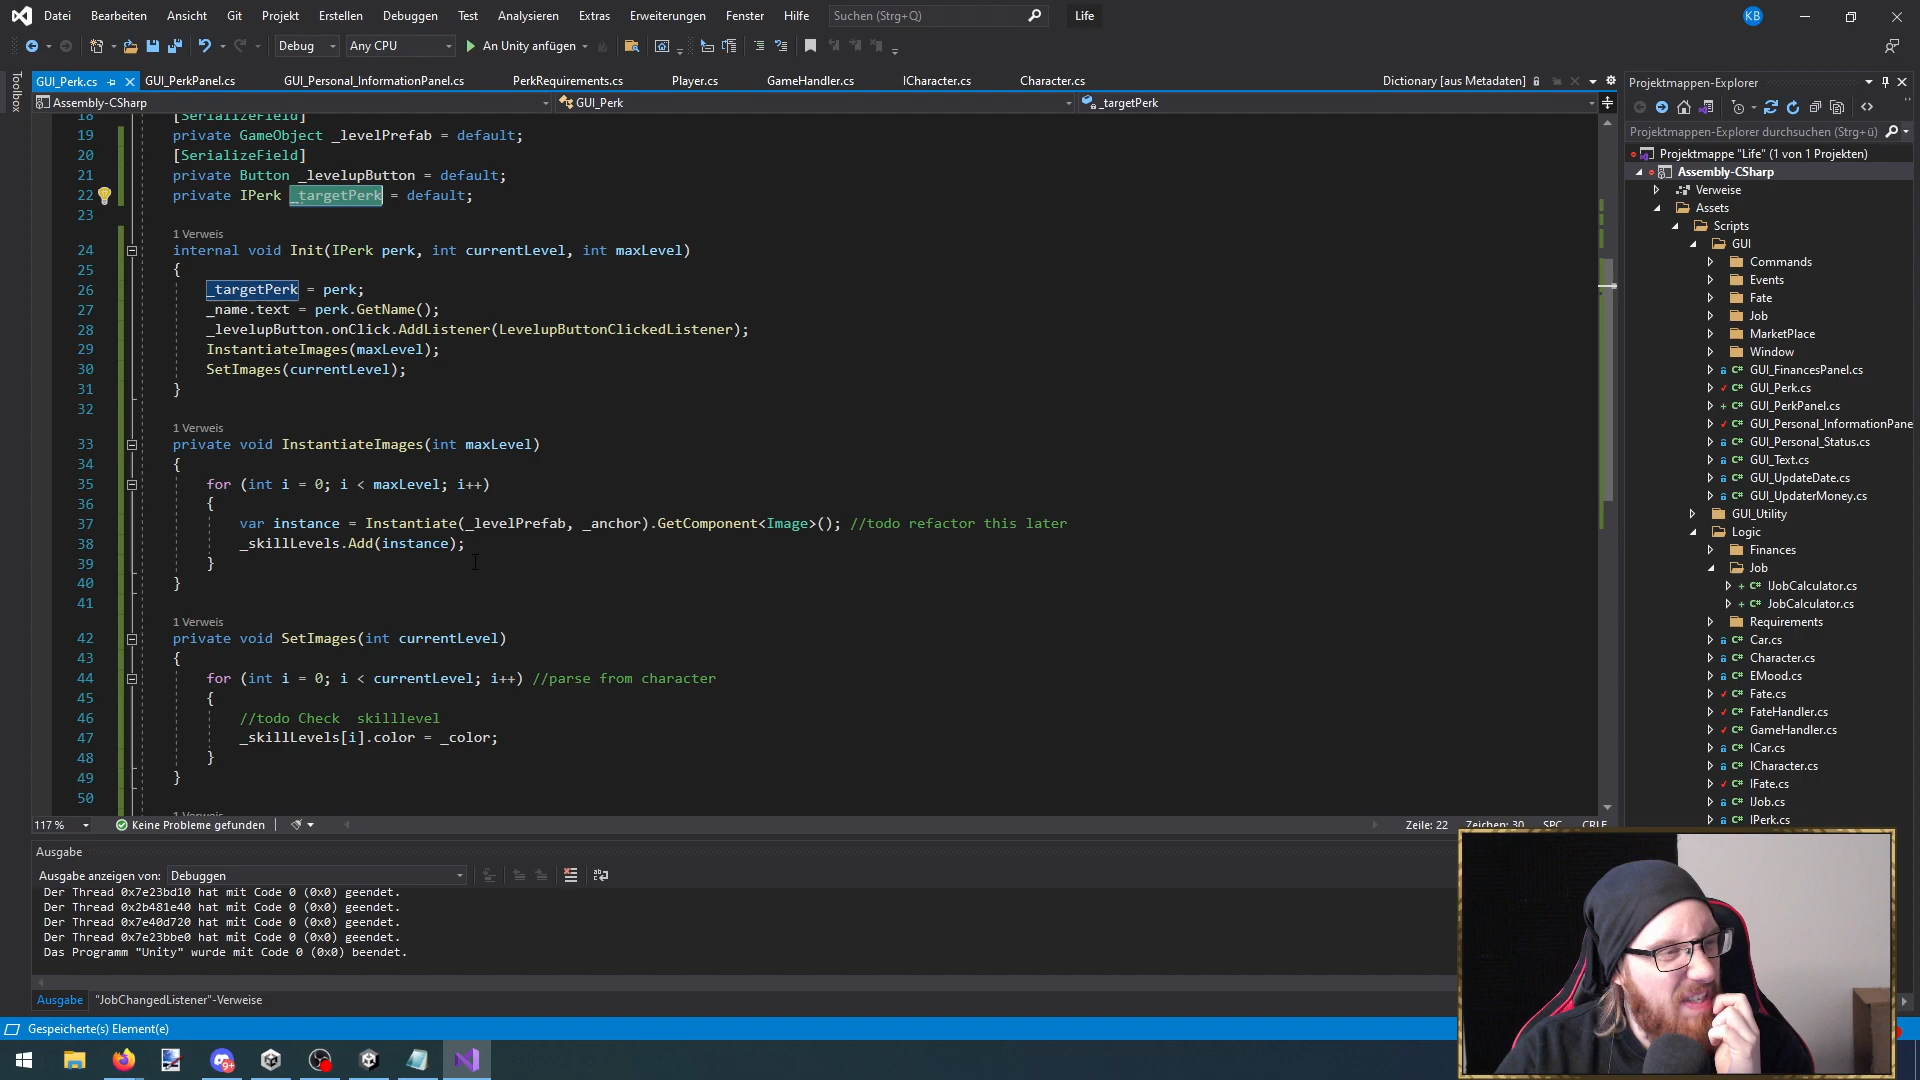 Datei Bearbeiten Ansicht Git Projekt Erstellen Debuggen Test Analysieren Extras Erweiterungen Fenster Hilfe Suchen (Strg+Q) Life KB
Debug Any CPU An Unity anfügen
Toolbox
GUI_Perk.cs GUI_PerkPanel.cs GUI_Personal_InformationPanel.cs PerkRequirements.cs Player.cs GameHandler.cs ICharacter.cs Character.cs Dictionary [aus Metadaten]
Assembly-CSharp GUI_Perk _targetPerk
18 [SerializeField]
19 private GameObject _levelPrefab = default;
20 [SerializeField]
21 private Button _levelupButton = default;
22 private IPerk _targetPerk = default;
23
1 Verweis
24 internal void Init(IPerk perk, int currentLevel, int maxLevel)
25 {
26 _targetPerk = perk;
27 _name.text = perk.GetName();
28 _levelupButton.onClick.AddListener(LevelupButtonClickedListener);
29 InstantiateImages(maxLevel);
30 SetImages(currentLevel);
31 }
32
1 Verweis
33 private void InstantiateImages(int maxLevel)
34 {
35 for (int i = 0; i < maxLevel; i++)
36 {
37 var instance = Instantiate(_levelPrefab, _anchor).GetComponent<Image>(); //todo refactor this later
38 _skillLevels.Add(instance);
39 }
40 }
41
1 Verweis
42 private void SetImages(int currentLevel)
43 {
44 for (int i = 0; i < currentLevel; i++) //parse from character
45 {
46 //todo Check  skilllevel
47 _skillLevels[i].color = _color;
48 }
49 }
50
1 Verweis
117 % Keine Probleme gefunden Zeile: 22 Zeichen: 30 SPC CRLF
Ausgabe
Ausgabe anzeigen von: Debuggen
Der Thread 0x7e23bd10 hat mit Code 0 (0x0) geendet.
Der Thread 0x2b481e40 hat mit Code 0 (0x0) geendet.
Der Thread 0x7e40d720 hat mit Code 0 (0x0) geendet.
Der Thread 0x7e23bbe0 hat mit Code 0 (0x0) geendet.
Das Programm "Unity" wurde mit Code 0 (0x0) beendet.
Ausgabe "JobChangedListener"-Verweise
Gespeicherte(s) Element(e)
Projektmappen-Explorer
Projektmappen-Explorer durchsuchen (Strg+ü)
Projektmappe "Life" (1 von 1 Projekten)
Assembly-CSharp
Verweise
Assets
Scripts
GUI
Commands
Events
Fate
Job
MarketPlace
Window
GUI_FinancesPanel.cs
GUI_Perk.cs
GUI_PerkPanel.cs
GUI_Personal_InformationPane
GUI_Personal_Status.cs
GUI_Text.cs
GUI_UpdateDate.cs
GUI_UpdaterMoney.cs
GUI_Utility
Logic
Finances
Job
IJobCalculator.cs
JobCalculator.cs
Requirements
Car.cs
Character.cs
EMood.cs
Fate.cs
FateHandler.cs
GameHandler.cs
ICar.cs
ICharacter.cs
IFate.cs
IJob.cs
IPerk.cs
9+